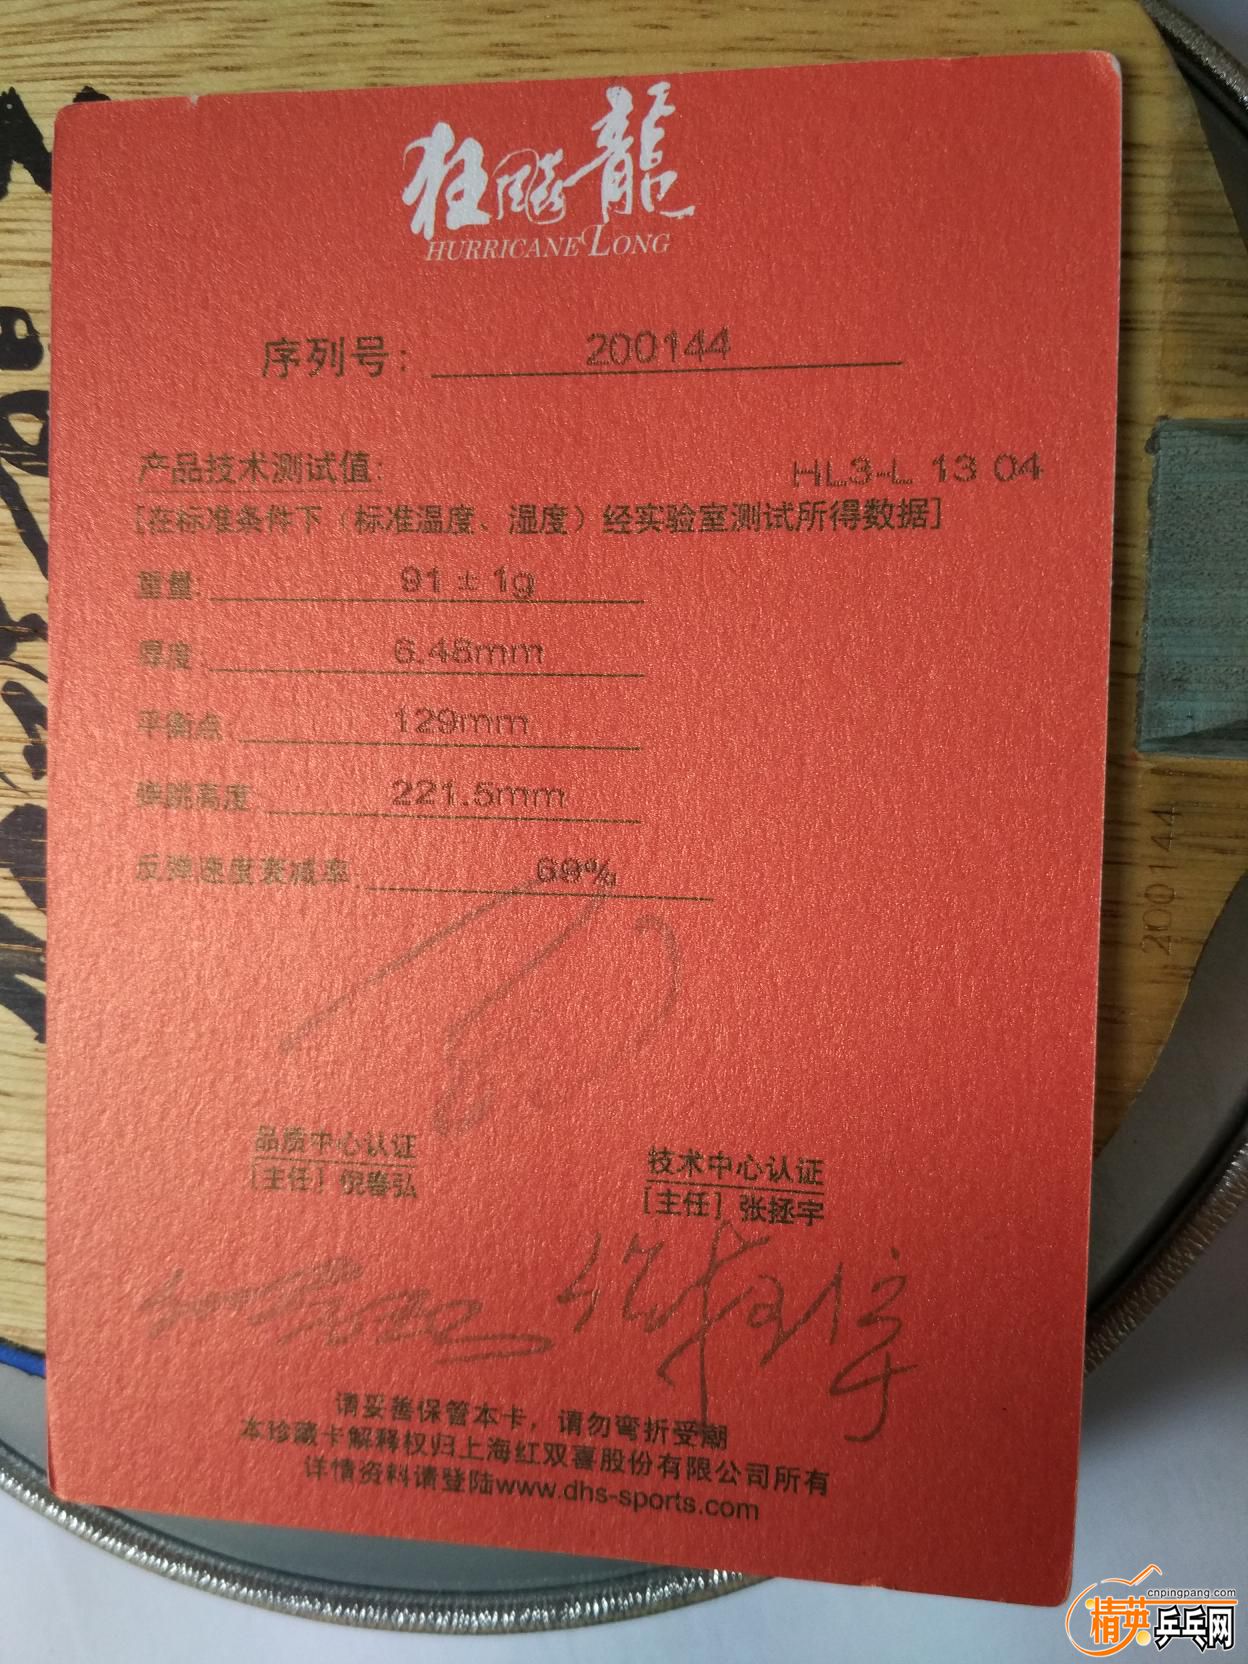 狂飚龍
HURRICANE LONG
序列号: 200144
产品技术测试值: HL3-L 13 04
[在标准条件下（标准温度、湿度）经实验室测试所得数据]
重量: 91 ± 1g
厚度: 6.48mm
平衡点: 129mm
弹跳高度: 221.5mm
反弹速度衰减率: 69%
200144
品质中心认证
[主任] 倪春弘
技术中心认证
[主任] 张拯宇
请妥善保管本卡，请勿弯折受潮
本珍藏卡解释权归上海红双喜股份有限公司所有
详情资料请登陆www.dhs-sports.com
cnpingpang.com
精英乒乓网